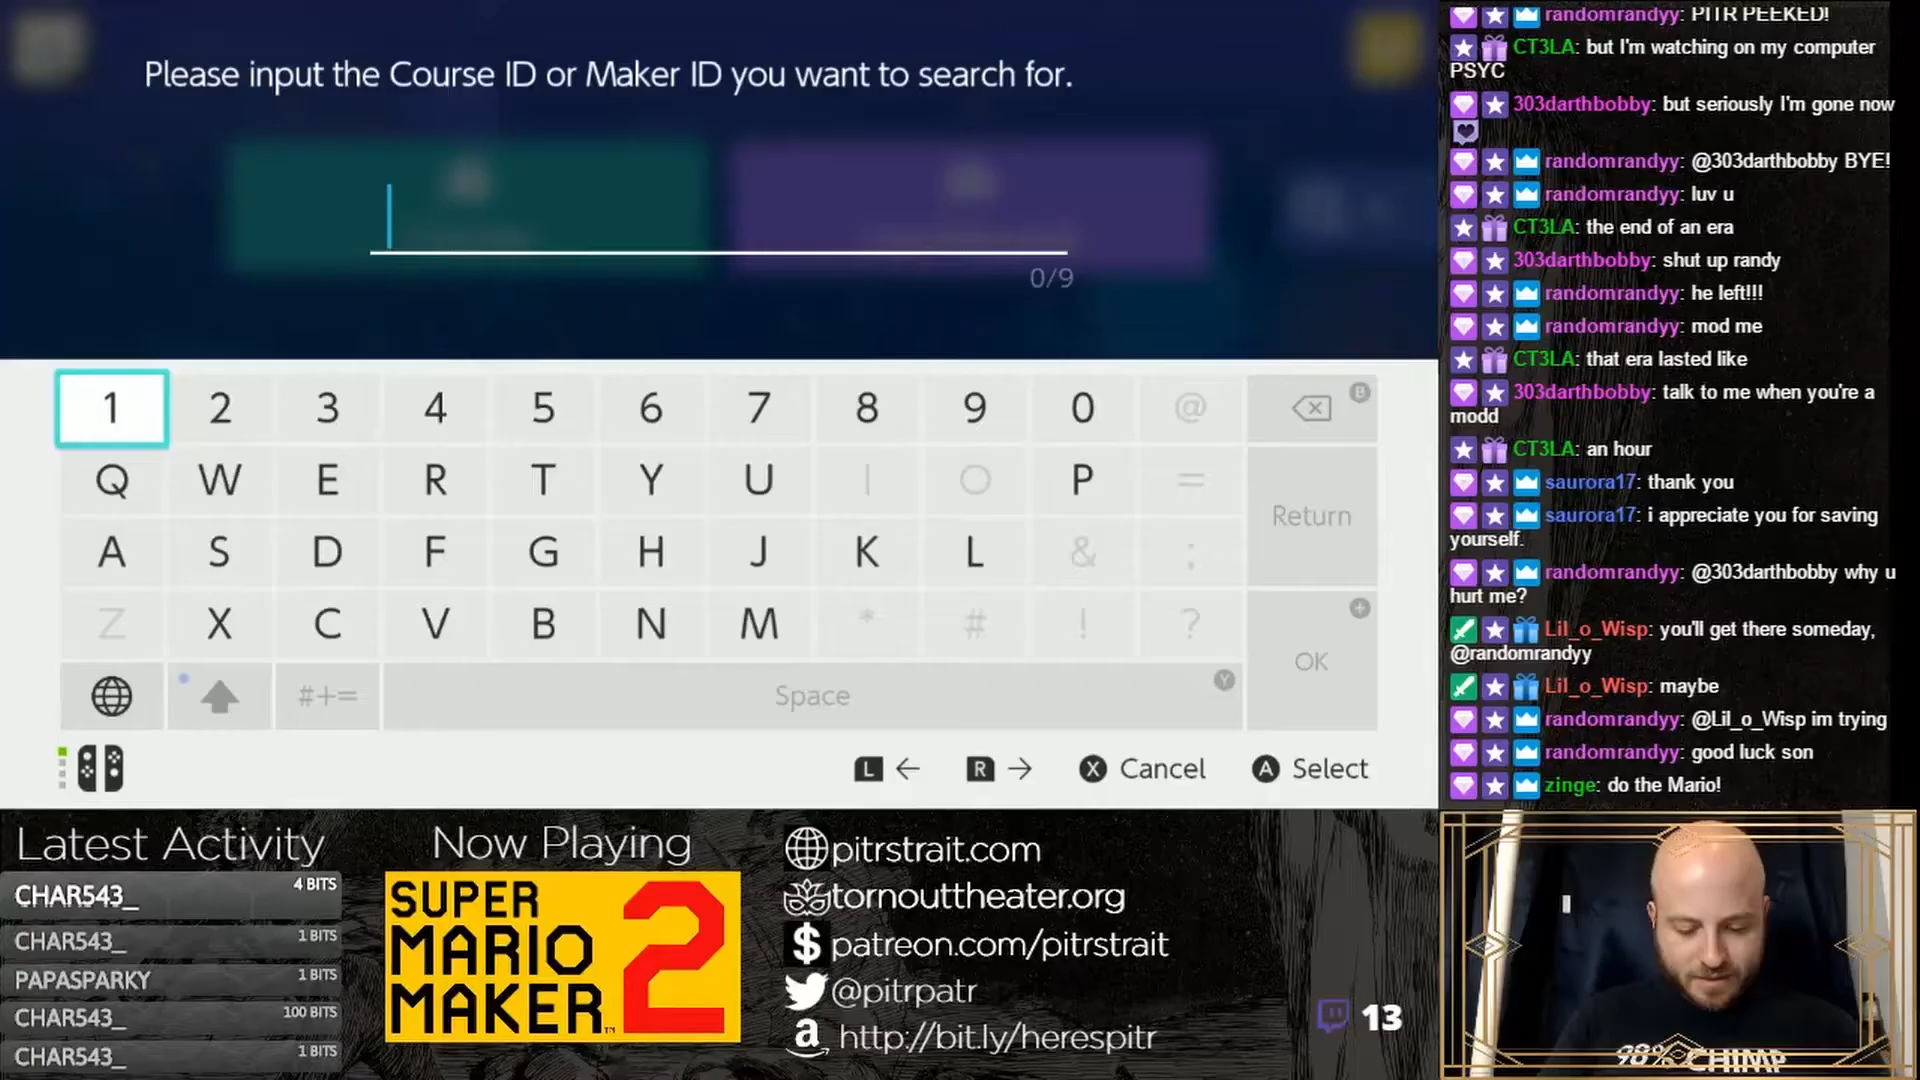 Please input the Course ID or Maker ID you want to search for.
0/9
1 2 3 4 5 6 7 8 9 0 @
Q W E R T Y U I O P =
Return
A S D F G H J K L & ;
Z X C V B N M * # ! ?
OK
#+=
Space
L ← R → X Cancel A Select
randomrandyy: PITR PEEKED!
CT3LA: but I'm watching on my computer
PSYC
303darthbobby: but seriously I'm gone now
randomrandyy: @303darthbobby BYE!
randomrandyy: luv u
CT3LA: the end of an era
303darthbobby: shut up randy
randomrandyy: he left!!!
randomrandyy: mod me
CT3LA: that era lasted like
303darthbobby: talk to me when you're a
modd
CT3LA: an hour
saurora17: thank you
saurora17: i appreciate you for saving
yourself.
randomrandyy: @303darthbobby why u
hurt me?
Lil_o_Wisp: you'll get there someday,
@randomrandyy
Lil_o_Wisp: maybe
randomrandyy: @Lil_o_Wisp im trying
randomrandyy: good luck son
zinge: do the Mario!
Latest Activity
CHAR543_ 4 BITS
CHAR543_ 1 BITS
PAPASPARKY 1 BITS
CHAR543_ 100 BITS
CHAR543_ 1 BITS
Now Playing
SUPER
MARIO
MAKER 2
pitrstrait.com
tornouttheater.org
patreon.com/pitrstrait
@pitrpatr
http://bit.ly/herespitr
13
98% CHIMP